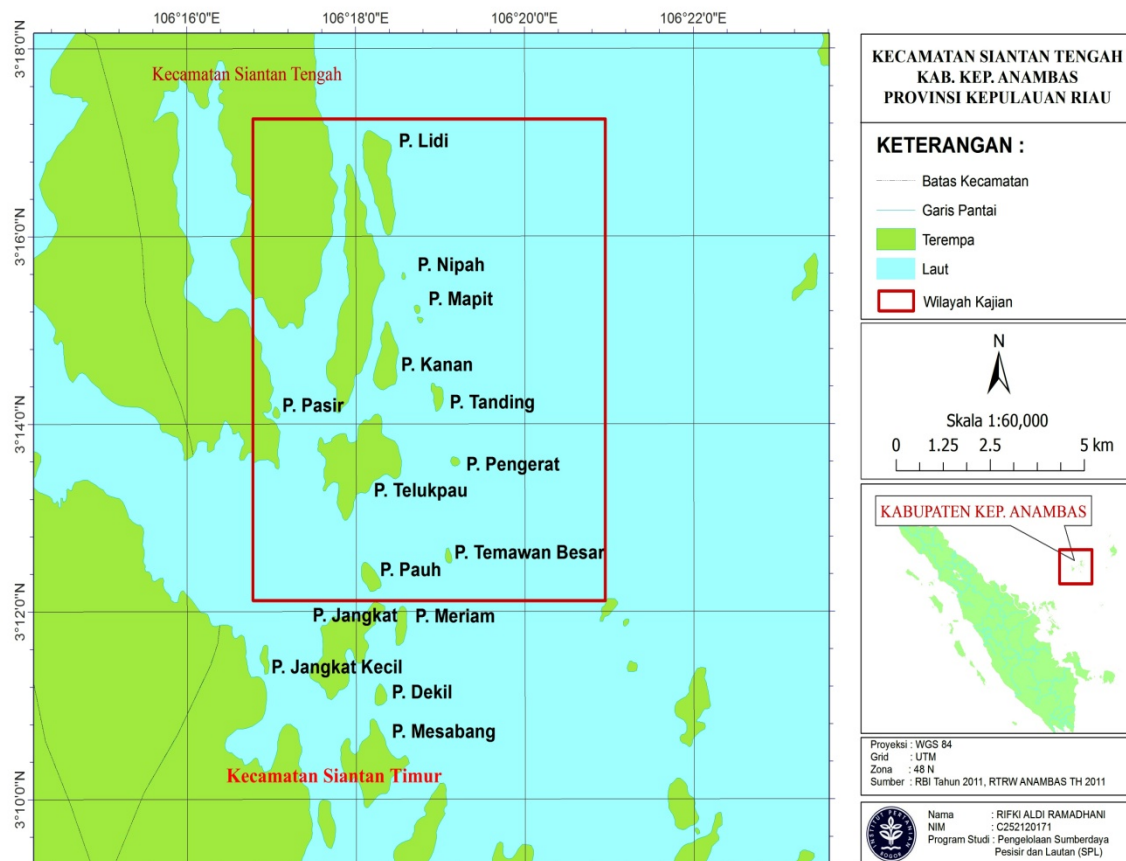 106°16'0"E
106°18'0"E
106°20'0"E
106°22'0"E
3°18'0"N
3°16'0"N
3°14'0"N
3°12'0"N
3°10'0"N
Kecamatan Siantan Tengah
P. Lidi
P. Nipah
P. Mapit
P. Kanan
P. Tanding
P. Pasir
P. Pengerat
P. Telukpau
P. Temawan Besar
P. Pauh
P. Jangkat
P. Meriam
P. Jangkat Kecil
P. Dekil
P. Mesabang
Kecamatan Siantan Timur
KECAMATAN SIANTAN TENGAH
KAB. KEP. ANAMBAS
PROVINSI KEPULAUAN RIAU
KETERANGAN :
Batas Kecamatan
Garis Pantai
Terempa
Laut
Wilayah Kajian
N
Skala 1:60,000
0 1.25 2.5 5 km
KABUPATEN KEP. ANAMBAS
Proyeksi : WGS 84
Grid : UTM
Zona : 48 N
Sumber : RBI Tahun 2011, RTRW ANAMBAS TH 2011
INSTITUT PERTANIAN
BOGOR
Nama : RIFKI ALDI RAMADHANI
NIM : C252120171
Program Studi : Pengelolaan Sumberdaya
Pesisir dan Lautan (SPL)